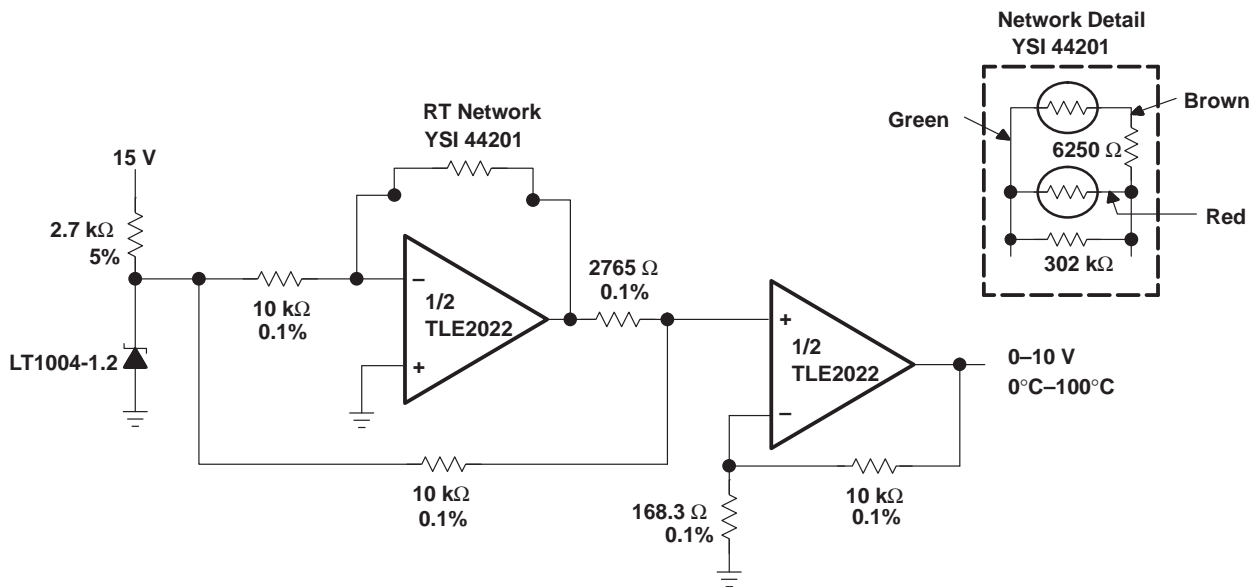 Network Detail
YSI 44201
Green
Brown
6250 Ω
Red
302 kΩ
RT Network
YSI 44201
15 V
2.7 kΩ
5%
10 kΩ
0.1%
LT1004-1.2
−
1/2
TLE2022
+
2765 Ω
0.1%
+
1/2
TLE2022
−
0–10 V
0°C–100°C
10 kΩ
0.1%
168.3 Ω
0.1%
10 kΩ
0.1%